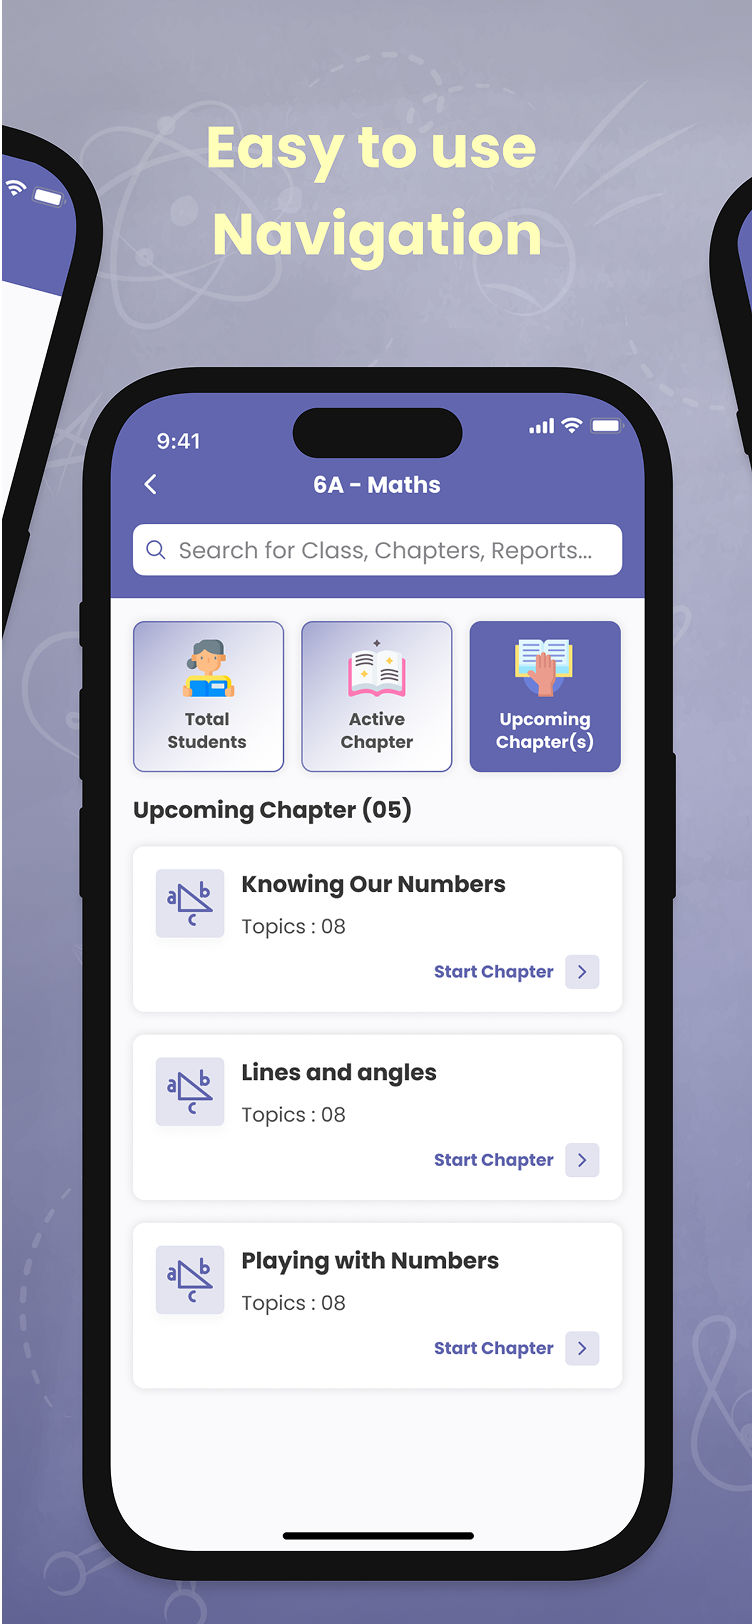 Easy to use
Navigation
9:41
6A - Maths
Search for Class, Chapters, Reports...
Total
Students
Active
Chapter
Upcoming
Chapter(s)
Upcoming Chapter (05)
a b c
Knowing Our Numbers
Topics : 08
Start Chapter
a b c
Lines and angles
Topics : 08
Start Chapter
a b c
Playing with Numbers
Topics : 08
Start Chapter